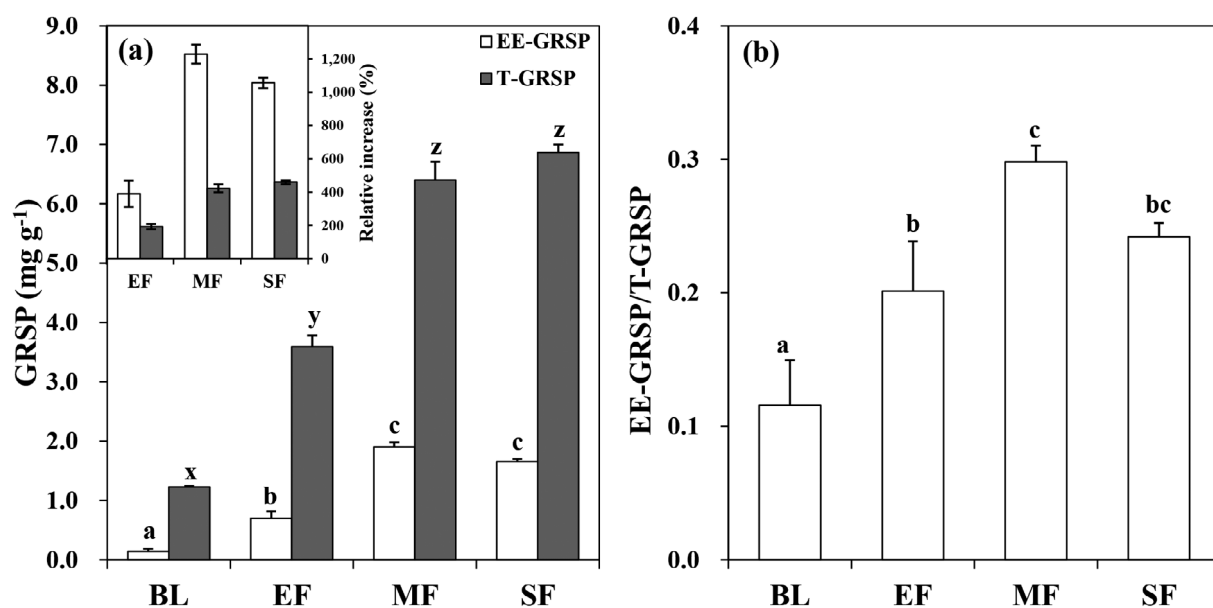 (a)
EE-GRSP
T-GRSP
GRSP (mg g⁻¹)
9.0
8.0
7.0
6.0
5.0
4.0
3.0
2.0
1.0
0.0
Relative increase (%)
1,200
1,000
800
600
400
200
0
EF MF SF
a x b y c z c z
BL EF MF SF
(b)
EE-GRSP/T-GRSP
0.4
0.3
0.2
0.1
0.0
a b c bc
BL EF MF SF